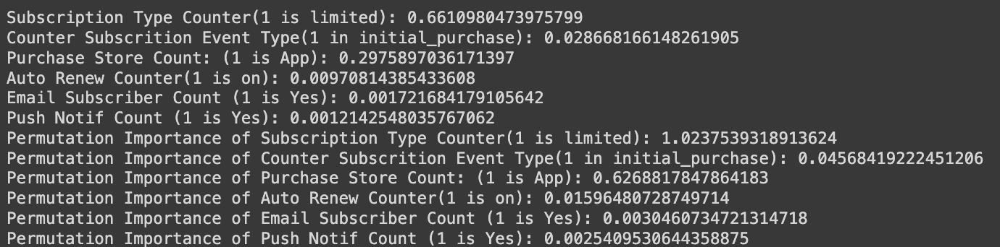 Subscription Type Counter(1 is limited): 0.6610980473975799
Counter Subscrition Event Type(1 in initial_purchase): 0.028668166148261905
Purchase Store Count: (1 is App): 0.2975897036171397
Auto Renew Counter(1 is on): 0.00970814385433608
Email Subscriber Count (1 is Yes): 0.001721684179105642
Push Notif Count (1 is Yes): 0.0012142548035767062
Permutation Importance of Subscription Type Counter(1 is limited): 1.0237539318913624
Permutation Importance of Counter Subscrition Event Type(1 in initial_purchase): 0.04568419222451206
Permutation Importance of Purchase Store Count: (1 is App): 0.6268817847864183
Permutation Importance of Auto Renew Counter(1 is on): 0.01596480728749714
Permutation Importance of Email Subscriber Count (1 is Yes): 0.0030460734721314718
Permutation Importance of Push Notif Count (1 is Yes): 0.0025409530644358875